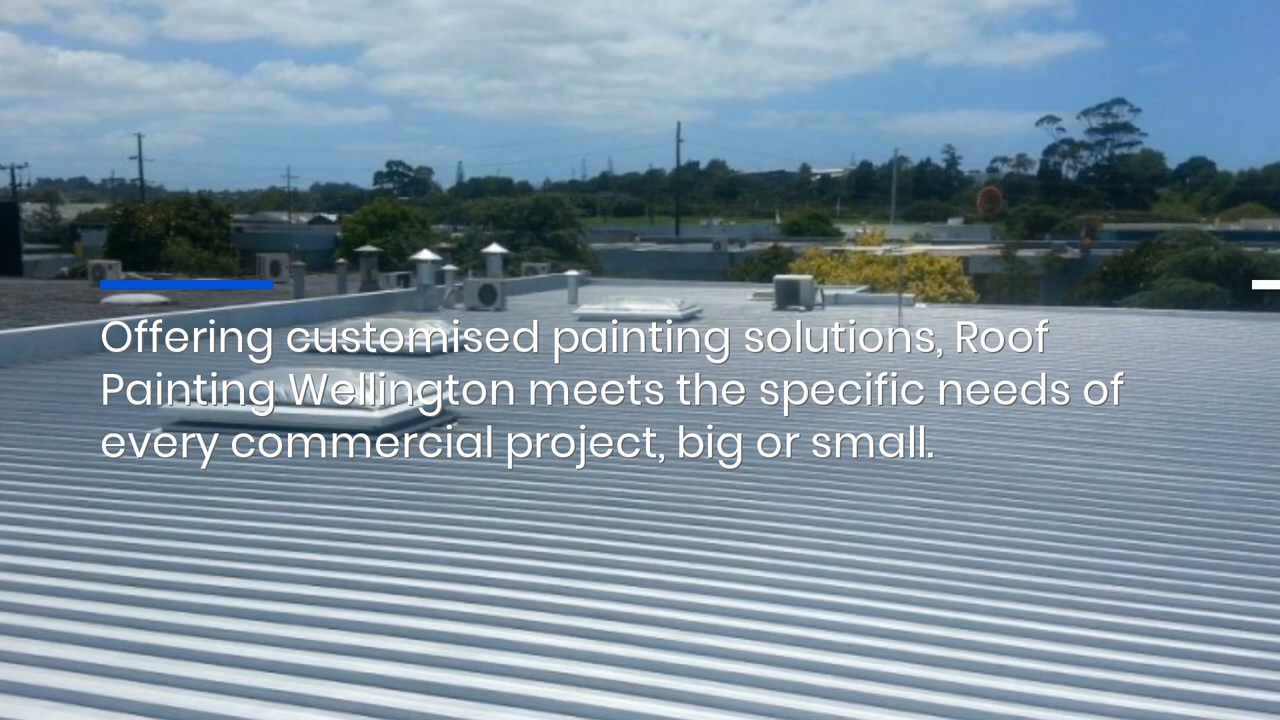 Offering customised painting solutions, Roof
Painting Wellington meets the specific needs of
every commercial project, big or small.